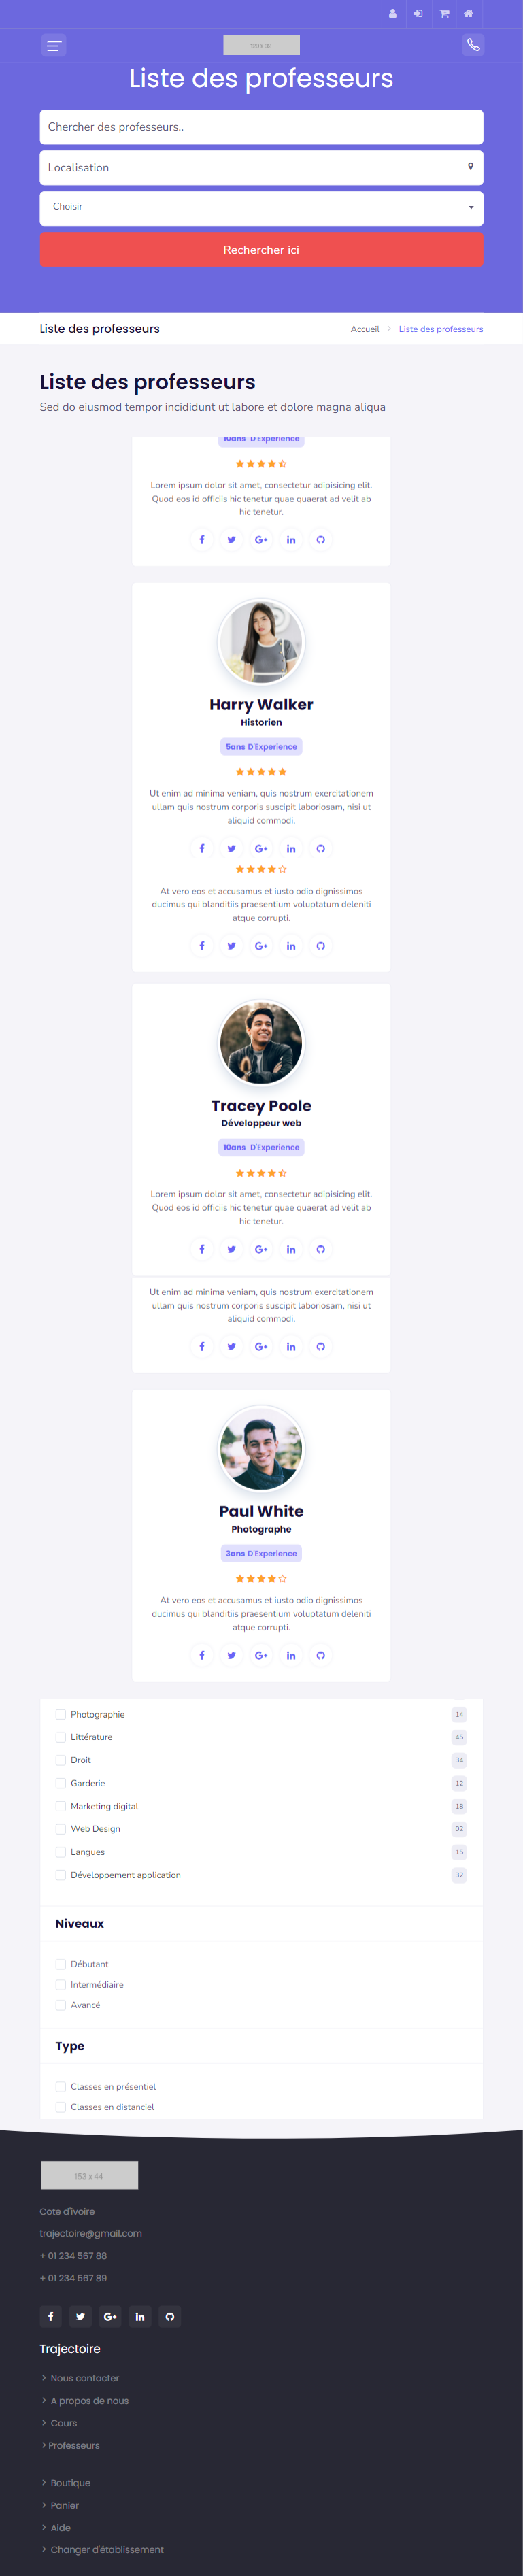 120 x 32
Liste des professeurs
Chercher des professeurs..
Localisation
Choisir
Rechercher ici
Liste des professeurs
Accueil > Liste des professeurs
Liste des professeurs
Sed do eiusmod tempor incididunt ut labore et dolore magna aliqua
10ans D'Experience
Lorem ipsum dolor sit amet, consectetur adipisicing elit.
Quod eos id officiis hic tenetur quae quaerat ad velit ab
hic tenetur.
Harry Walker
Historien
5ans D'Experience
Ut enim ad minima veniam, quis nostrum exercitationem
ullam quis nostrum corporis suscipit laboriosam, nisi ut
aliquid commodi.
At vero eos et accusamus et iusto odio dignissimos
ducimus qui blanditiis praesentium voluptatum deleniti
atque corrupti.
Tracey Poole
Développeur web
10ans D'Experience
Lorem ipsum dolor sit amet, consectetur adipisicing elit.
Quod eos id officiis hic tenetur quae quaerat ad velit ab
hic tenetur.
Ut enim ad minima veniam, quis nostrum exercitationem
ullam quis nostrum corporis suscipit laboriosam, nisi ut
aliquid commodi.
Paul White
Photographe
3ans D'Experience
At vero eos et accusamus et iusto odio dignissimos
ducimus qui blanditiis praesentium voluptatum deleniti
atque corrupti.
Photographie 14
Littérature 45
Droit 34
Garderie 12
Marketing digital 18
Web Design 02
Langues 15
Développement application 32
Niveaux
Débutant
Intermédiaire
Avancé
Type
Classes en présentiel
Classes en distanciel
153 x 44
Cote d'ivoire
trajectoire@gmail.com
+ 01 234 567 88
+ 01 234 567 89
Trajectoire
> Nous contacter
> A propos de nous
> Cours
> Professeurs
> Boutique
> Panier
> Aide
> Changer d'établissement